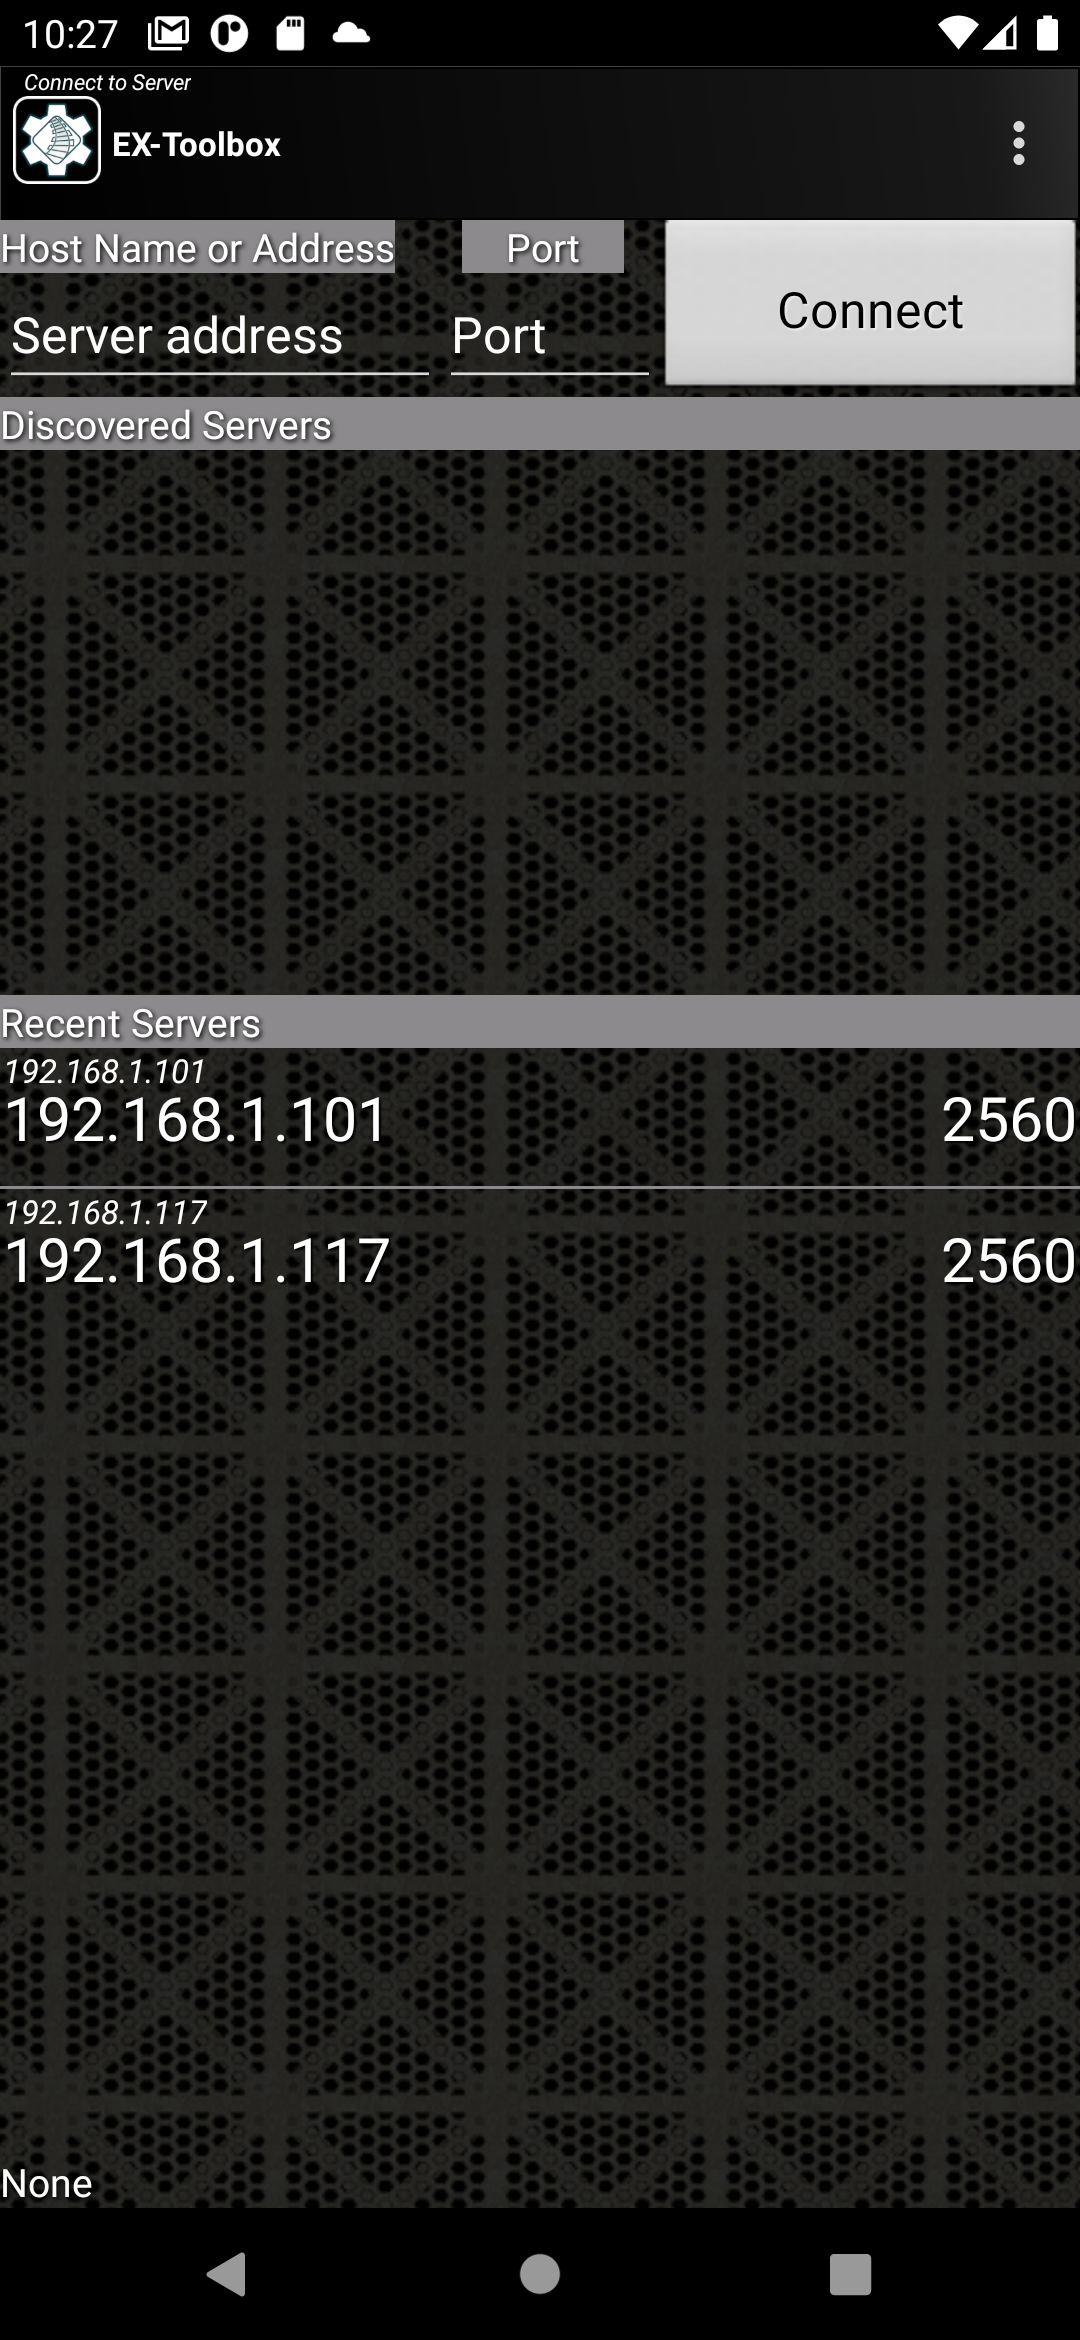 10:27
Connect to Server
EX-Toolbox
Host Name or Address Port
Connect
Server address Port
Discovered Servers
Recent Servers
192.168.1.101
192.168.1.101 2560
192.168.1.117
192.168.1.117 2560
None